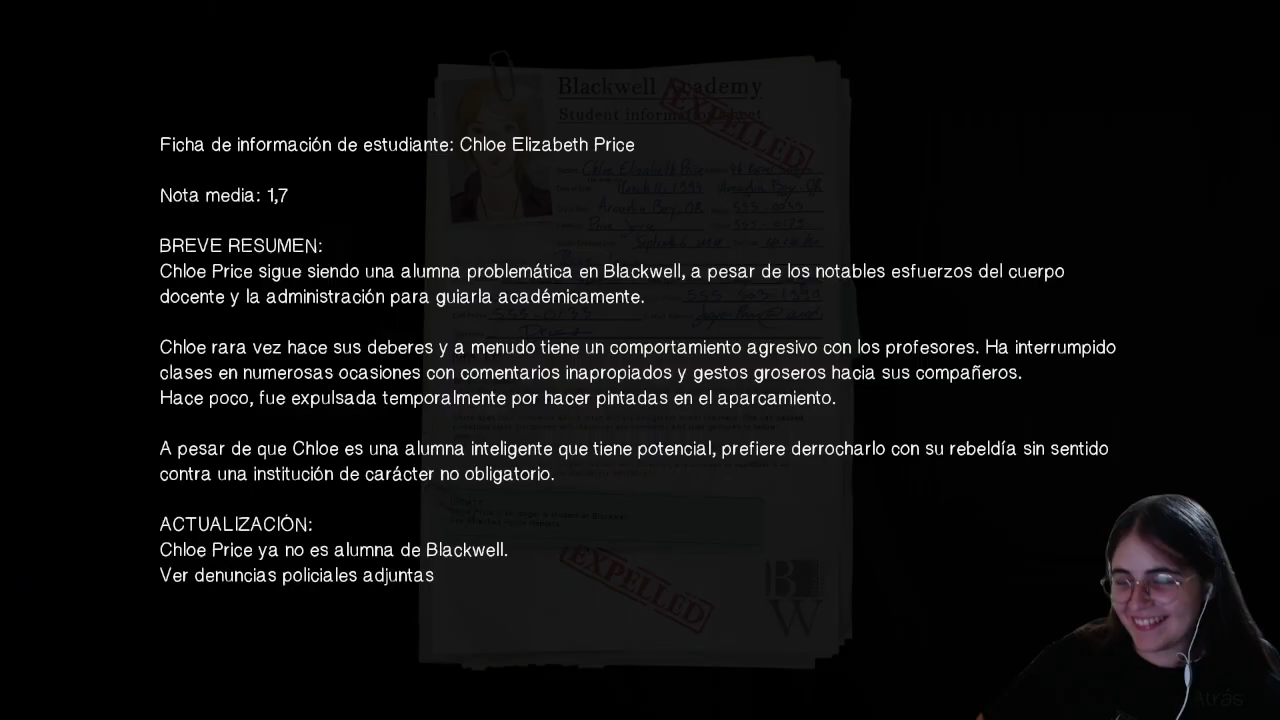 Ficha de información de estudiante: Chloe Elizabeth Price
Nota media: 1,7
BREVE RESUMEN:
Chloe Price sigue siendo una alumna problemática en Blackwell, a pesar de los notables esfuerzos del cuerpo
docente y la administración para guiarla académicamente.
Chloe rara vez hace sus deberes y a menudo tiene un comportamiento agresivo con los profesores. Ha interrumpido
clases en numerosas ocasiones con comentarios inapropiados y gestos groseros hacia sus compañeros.
Hace poco, fue expulsada temporalmente por hacer pintadas en el aparcamiento.
A pesar de que Chloe es una alumna inteligente que tiene potencial, prefiere derrocharlo con su rebeldía sin sentido
contra una institución de carácter no obligatorio.
ACTUALIZACIÓN:
Chloe Price ya no es alumna de Blackwell.
Ver denuncias policiales adjuntas
Blackwell Academy
Student information
EXPELLED
Chloe Elizabeth Price
EXPELLED
B
W
Atrás